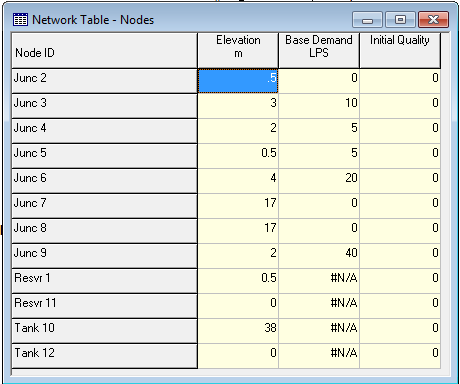 Network Table - Nodes
Node ID Elevation m Base Demand LPS Initial Quality
Junc 2 .5 0 0
Junc 3 3 10 0
Junc 4 2 5 0
Junc 5 0.5 5 0
Junc 6 4 20 0
Junc 7 17 0 0
Junc 8 17 0 0
Junc 9 2 40 0
Resvr 1 0.5 #N/A 0
Resvr 11 0 #N/A 0
Tank 10 38 #N/A 0
Tank 12 0 #N/A 0